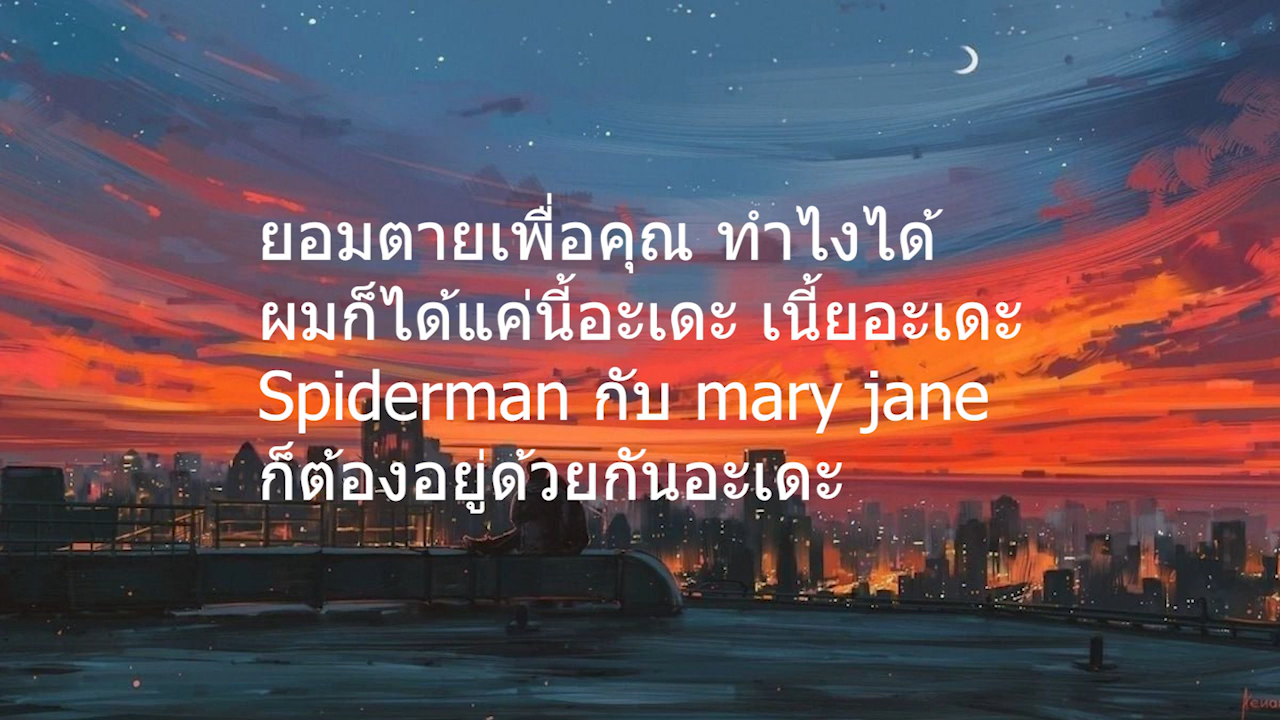 ยอมตายเพื่อคุณ ทำไงได้
ผมก็ได้แค่นี้อะเดะ เนี้ยอะเดะ
Spiderman กับ mary jane
ก็ต้องอยู่ด้วยกันอะเดะ